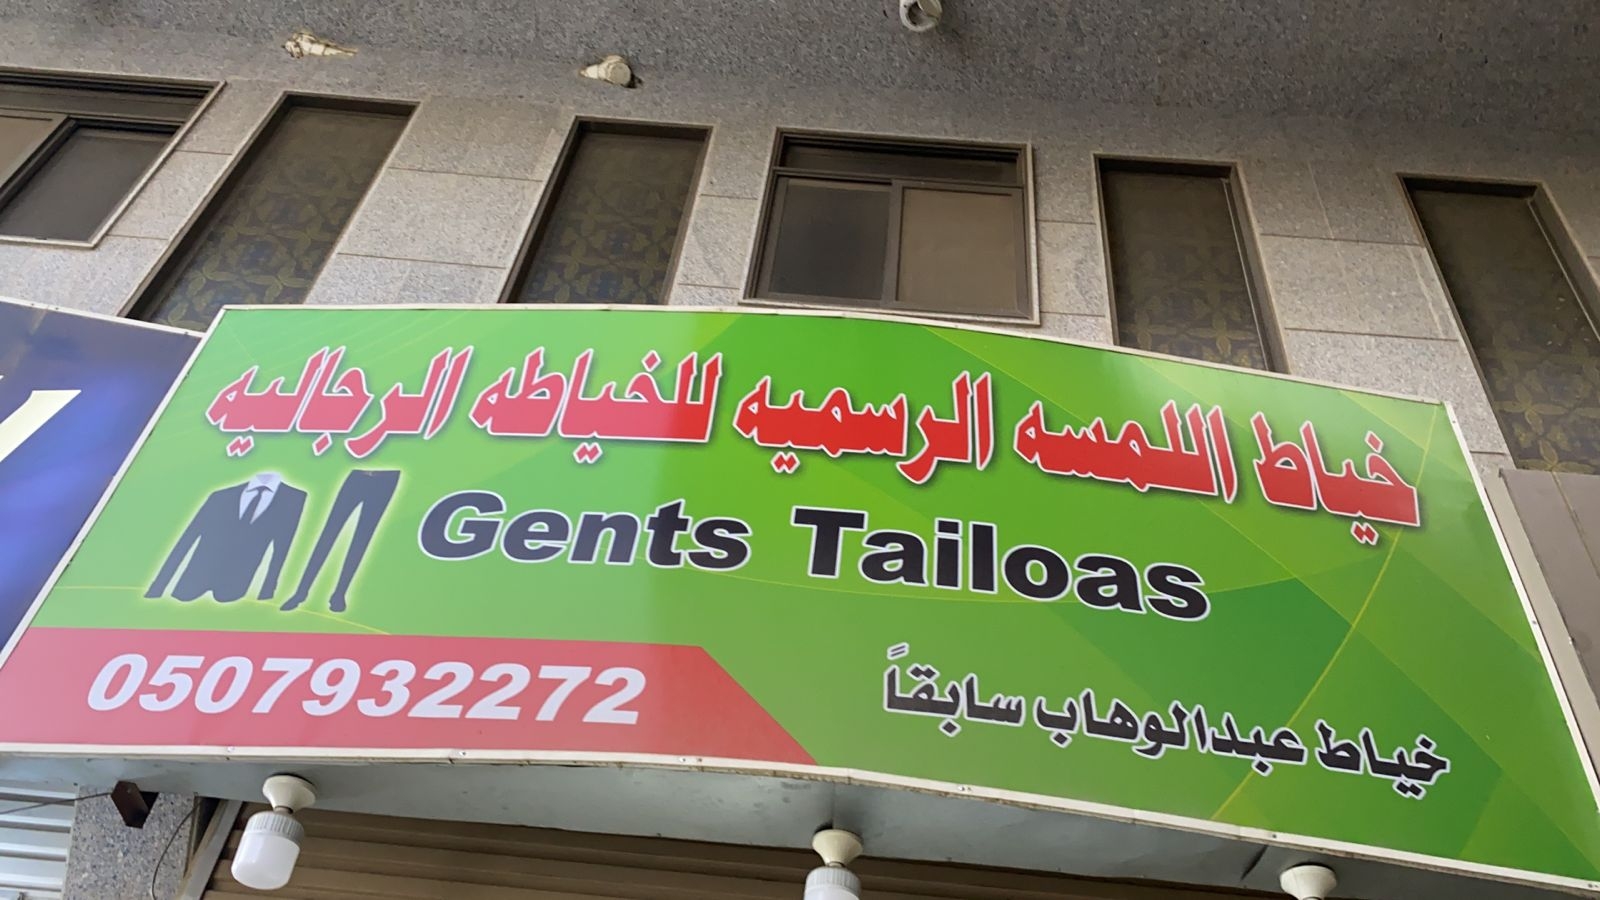 خياط اللمسه الرسميه للخياطه الرجاليه
Gents Tailoas
خياط عبدالوهاب سابقاً
0507932272